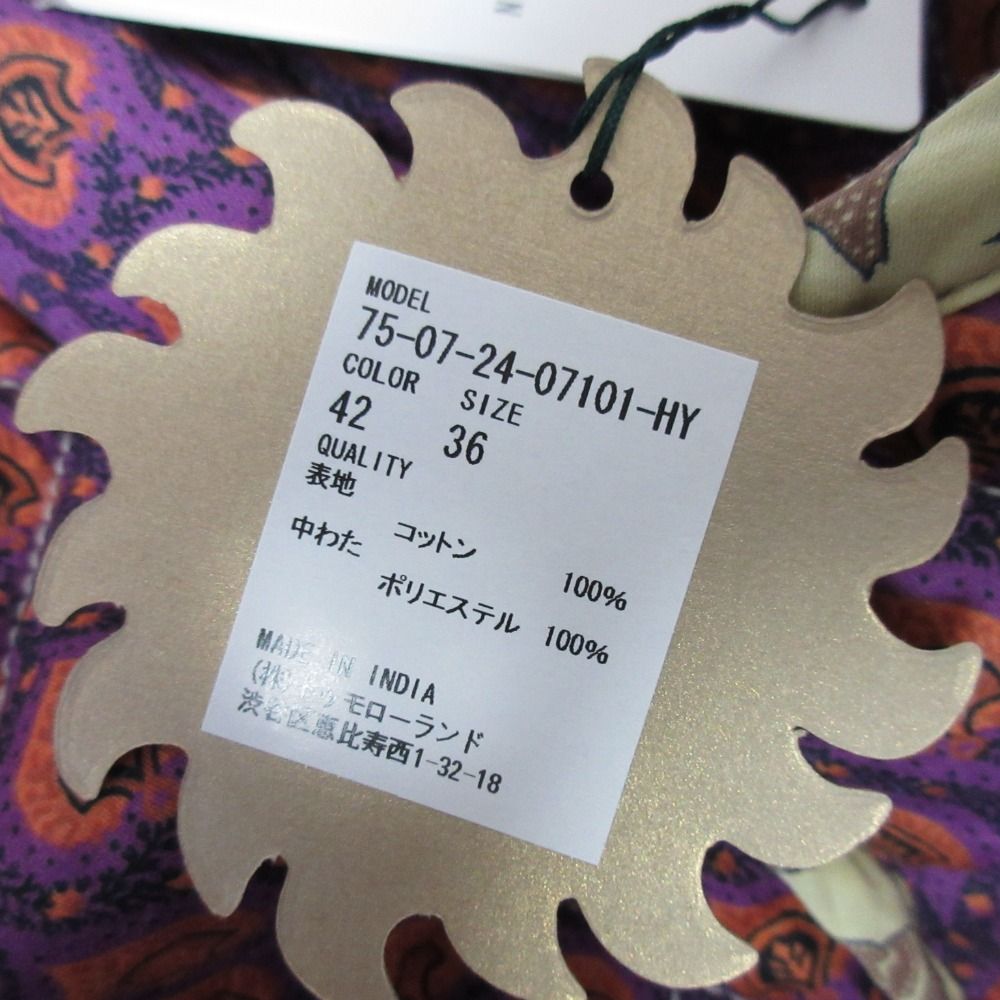 MODEL
75-07-24-07101-HY
COLOR SIZE
42 36
QUALITY
表地
コットン 100%
中わた
ポリエステル 100%
MADE IN INDIA
(株) モローランド
渋谷区恵比寿西1-32-18